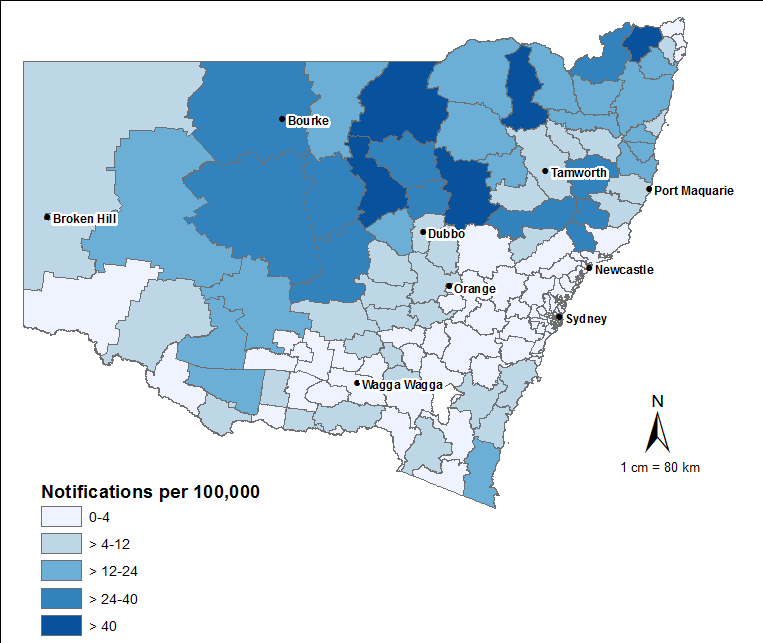 Bourke
Tamworth
Port Maquarie
Broken Hill
Dubbo
Newcastle
Orange
Sydney
Wagga Wagga
N
1 cm = 80 km
Notifications per 100,000
0-4
> 4-12
> 12-24
> 24-40
> 40